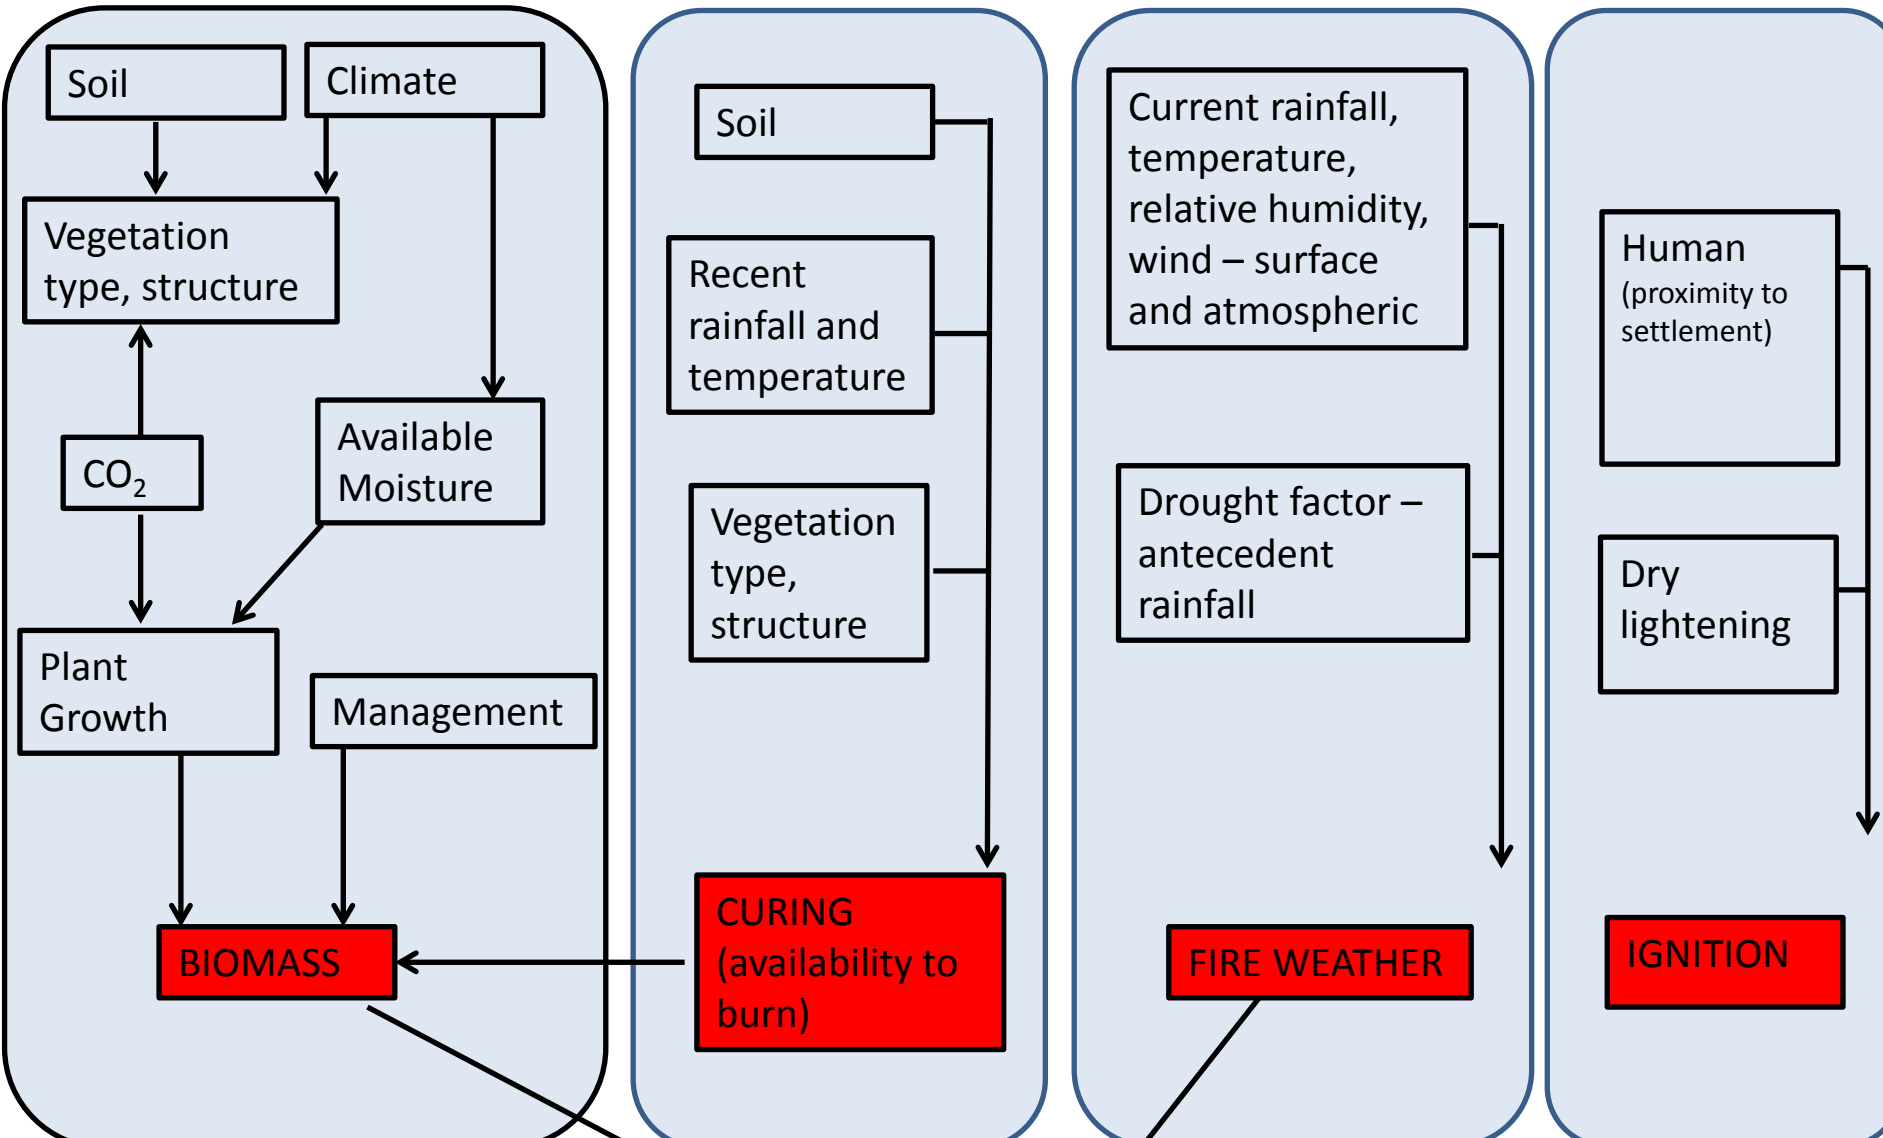 Soil
Climate
Vegetation
type, structure
CO₂
Available
Moisture
Plant
Growth
Management
BIOMASS
Soil
Recent
rainfall and
temperature
Vegetation
type,
structure
CURING
(availability to
burn)
Current rainfall,
temperature,
relative humidity,
wind – surface
and atmospheric
Drought factor –
antecedent
rainfall
FIRE WEATHER
Human
(proximity to
settlement)
Dry
lightening
IGNITION